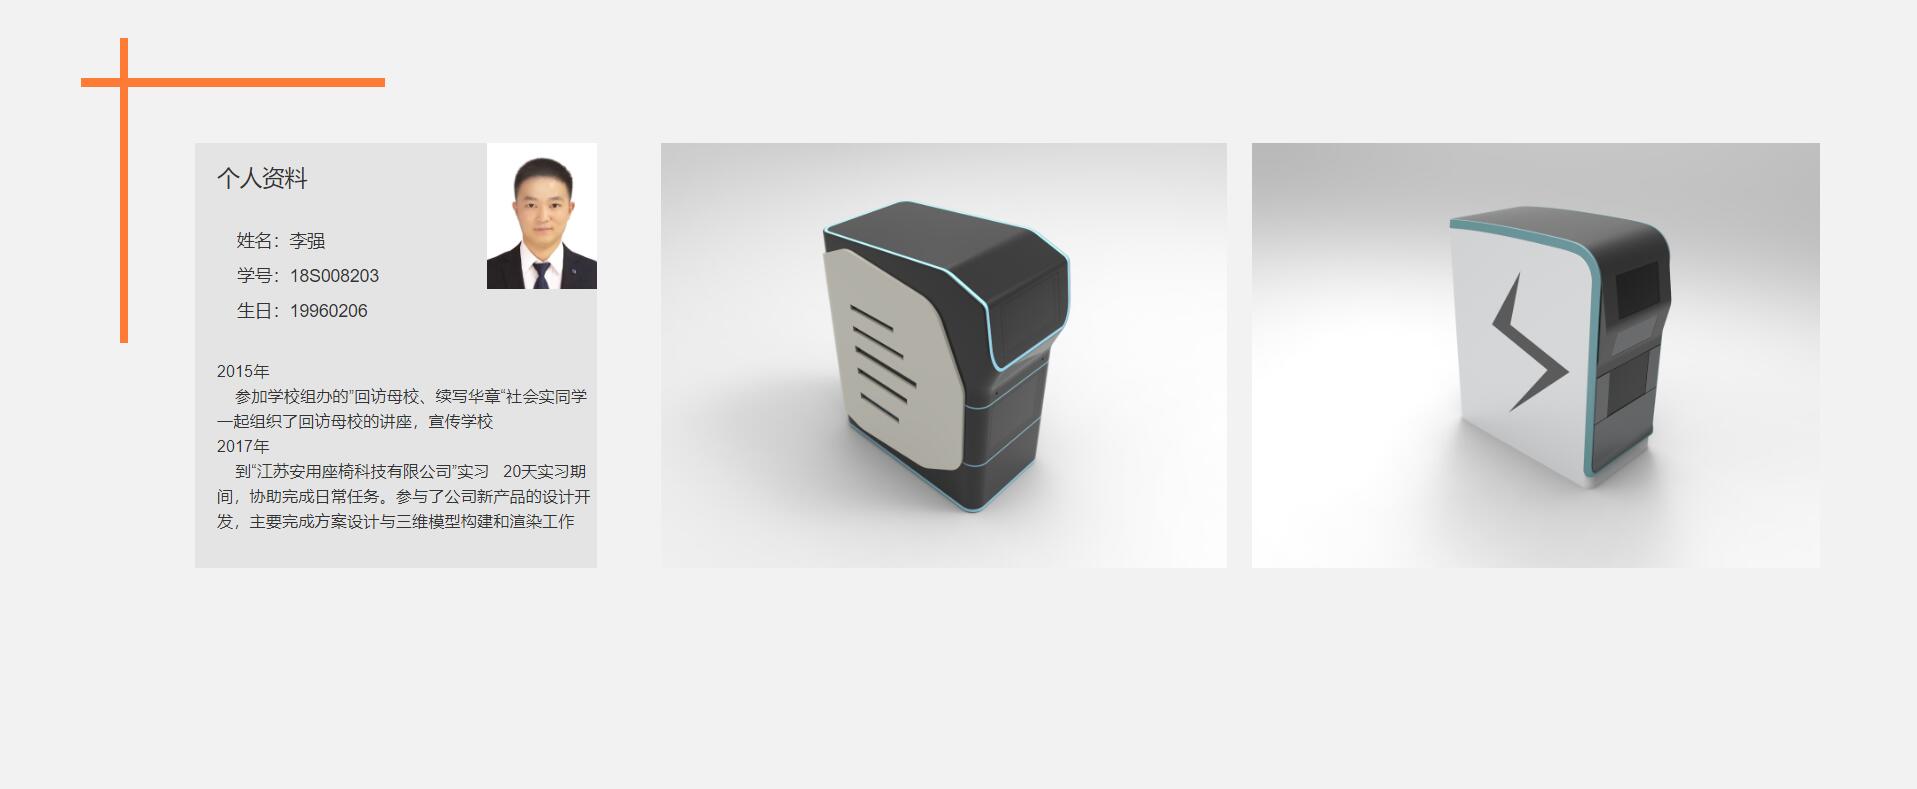 个人资料
姓名：李强
学号：18S008203
生日：19960206
2015年
参加学校组办的”回访母校、续写华章“社会实同学
一起组织了回访母校的讲座，宣传学校
2017年
到“江苏安用座椅科技有限公司”实习 20天实习期
间，协助完成日常任务。参与了公司新产品的设计开
发，主要完成方案设计与三维模型构建和渲染工作